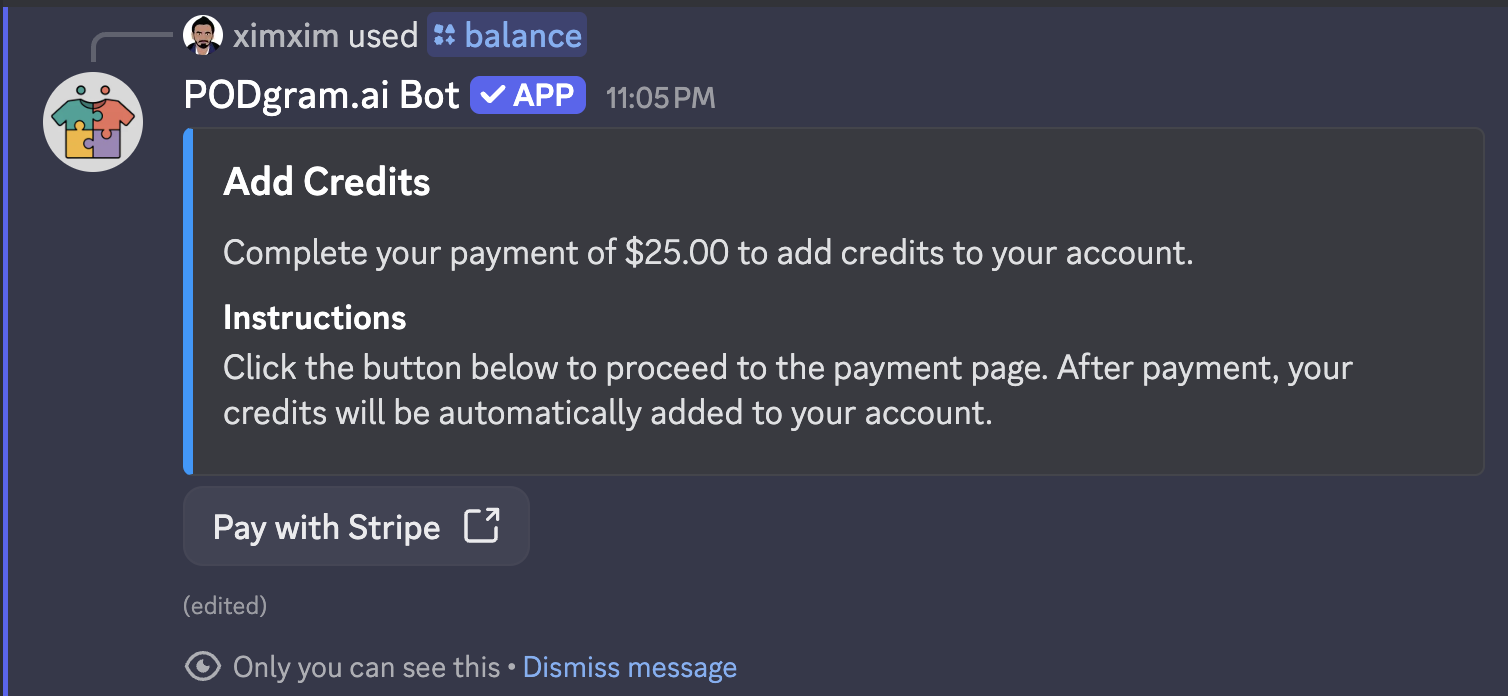 ximxim used balance
PODgram.ai Bot APP 11:05 PM
Add Credits
Complete your payment of $25.00 to add credits to your account.
Instructions
Click the button below to proceed to the payment page. After payment, your
credits will be automatically added to your account.
Pay with Stripe
(edited)
Only you can see this • Dismiss message